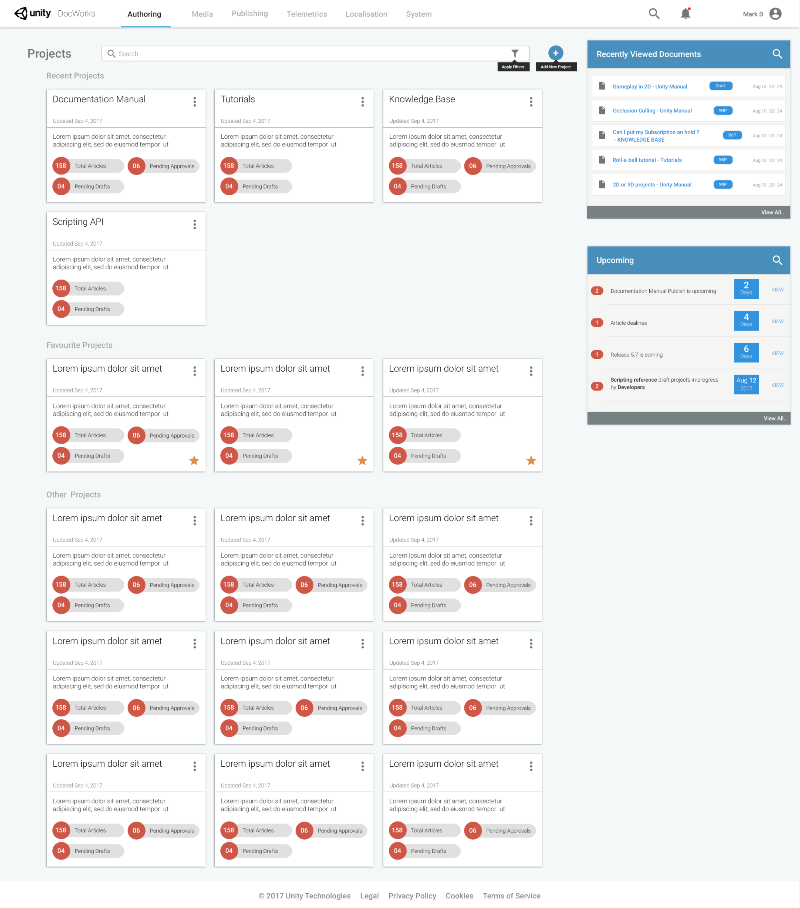 unity DocWorks Authoring Media Publishing Telemetrics Localisation System Mark D
Projects Search
Apply Filters Add New Project
Recent Projects
Documentation Manual
Updated Sep 4, 2017
Lorem ipsum dolor sit amet, consectetur
adipiscing elit, sed do eiusmod tempor ut
158 Total Articles 06 Pending Approvals
04 Pending Drafts
Tutorials
Updated Sep 4, 2017
Lorem ipsum dolor sit amet, consectetur
adipiscing elit, sed do eiusmod tempor ut
158 Total Articles
04 Pending Drafts
Knowledge Base
Updated Sep 4, 2017
Lorem ipsum dolor sit amet, consectetur
adipiscing elit, sed do eiusmod tempor ut
158 Total Articles 06 Pending Approvals
04 Pending Drafts
Scripting API
Updated Sep 4, 2017
Lorem ipsum dolor sit amet, consectetur
adipiscing elit, sed do eiusmod tempor ut
158 Total Articles
04 Pending Drafts
Favourite Projects
Lorem ipsum dolor sit amet
Updated Sep 4, 2017
Lorem ipsum dolor sit amet, consectetur
adipiscing elit, sed do eiusmod tempor ut
158 Total Articles 06 Pending Approvals
04 Pending Drafts
Lorem ipsum dolor sit amet
Updated Sep 4, 2017
Lorem ipsum dolor sit amet, consectetur
adipiscing elit, sed do eiusmod tempor ut
158 Total Articles
04 Pending Drafts
Lorem ipsum dolor sit amet
Updated Sep 4, 2017
Lorem ipsum dolor sit amet, consectetur
adipiscing elit, sed do eiusmod tempor ut
158 Total Articles
04 Pending Drafts
Other Projects
Lorem ipsum dolor sit amet
Updated Sep 4, 2017
Lorem ipsum dolor sit amet, consectetur
adipiscing elit, sed do eiusmod tempor ut
158 Total Articles 06 Pending Approvals
04 Pending Drafts
Lorem ipsum dolor sit amet
Updated Sep 4, 2017
Lorem ipsum dolor sit amet, consectetur
adipiscing elit, sed do eiusmod tempor ut
158 Total Articles 06 Pending Approvals
04 Pending Drafts
Lorem ipsum dolor sit amet
Updated Sep 4, 2017
Lorem ipsum dolor sit amet, consectetur
adipiscing elit, sed do eiusmod tempor ut
158 Total Articles 06 Pending Approvals
04 Pending Drafts
Lorem ipsum dolor sit amet
Updated Sep 4, 2017
Lorem ipsum dolor sit amet, consectetur
adipiscing elit, sed do eiusmod tempor ut
158 Total Articles 06 Pending Approvals
04 Pending Drafts
Lorem ipsum dolor sit amet
Updated Sep 4, 2017
Lorem ipsum dolor sit amet, consectetur
adipiscing elit, sed do eiusmod tempor ut
158 Total Articles 06 Pending Approvals
04 Pending Drafts
Lorem ipsum dolor sit amet
Updated Sep 4, 2017
Lorem ipsum dolor sit amet, consectetur
adipiscing elit, sed do eiusmod tempor ut
158 Total Articles 06 Pending Approvals
04 Pending Drafts
Lorem ipsum dolor sit amet
Updated Sep 4, 2017
Lorem ipsum dolor sit amet, consectetur
adipiscing elit, sed do eiusmod tempor ut
158 Total Articles 06 Pending Approvals
04 Pending Drafts
Lorem ipsum dolor sit amet
Updated Sep 4, 2017
Lorem ipsum dolor sit amet, consectetur
adipiscing elit, sed do eiusmod tempor ut
158 Total Articles 06 Pending Approvals
04 Pending Drafts
Lorem ipsum dolor sit amet
Updated Sep 4, 2017
Lorem ipsum dolor sit amet, consectetur
adipiscing elit, sed do eiusmod tempor ut
158 Total Articles 06 Pending Approvals
04 Pending Drafts
Recently Viewed Documents
Gameplay in 2D - Unity Manual Draft
Occlusion Culling - Unity Manual WIP
Can I put my Subscription on hold ?
- KNOWLEDGE BASE WIP
Roll-a-ball tutorial - Tutorials WIP
2D or 3D projects - Unity Manual WIP
View All..
Upcoming
2 Documentation Manual Publish is upcoming 2 Days VIEW
1 Article dealines 4 Days VIEW
1 Release 5.7 is coming 6 Days VIEW
2 Scripting reference draft projects in progress
by Developers Aug 12 2017 VIEW
View All..
© 2017 Unity Technologies Legal Privacy Policy Cookies Terms of Service